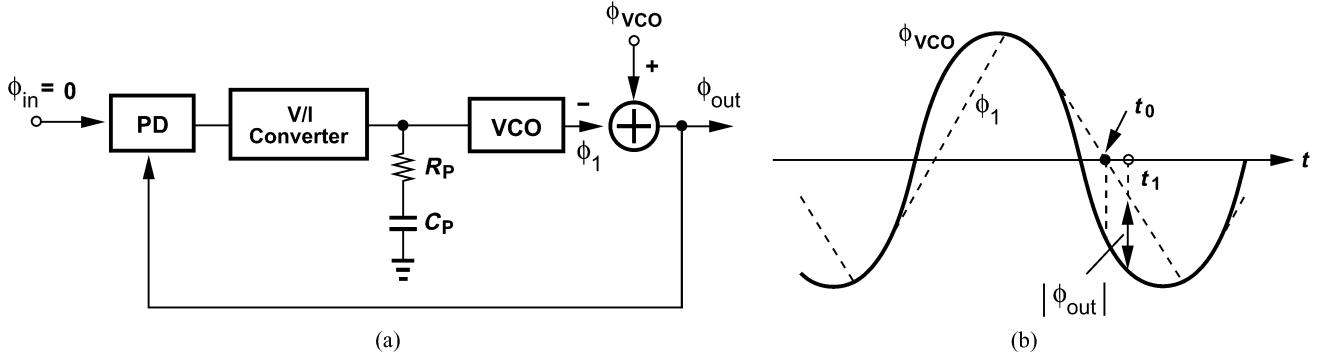 ϕVCO
ϕin = 0
PD
V/I Converter
VCO
−
+
ϕ1
ϕout
RP
CP
(a)
ϕVCO
ϕ1
t0
t1
t
|ϕout|
(b)